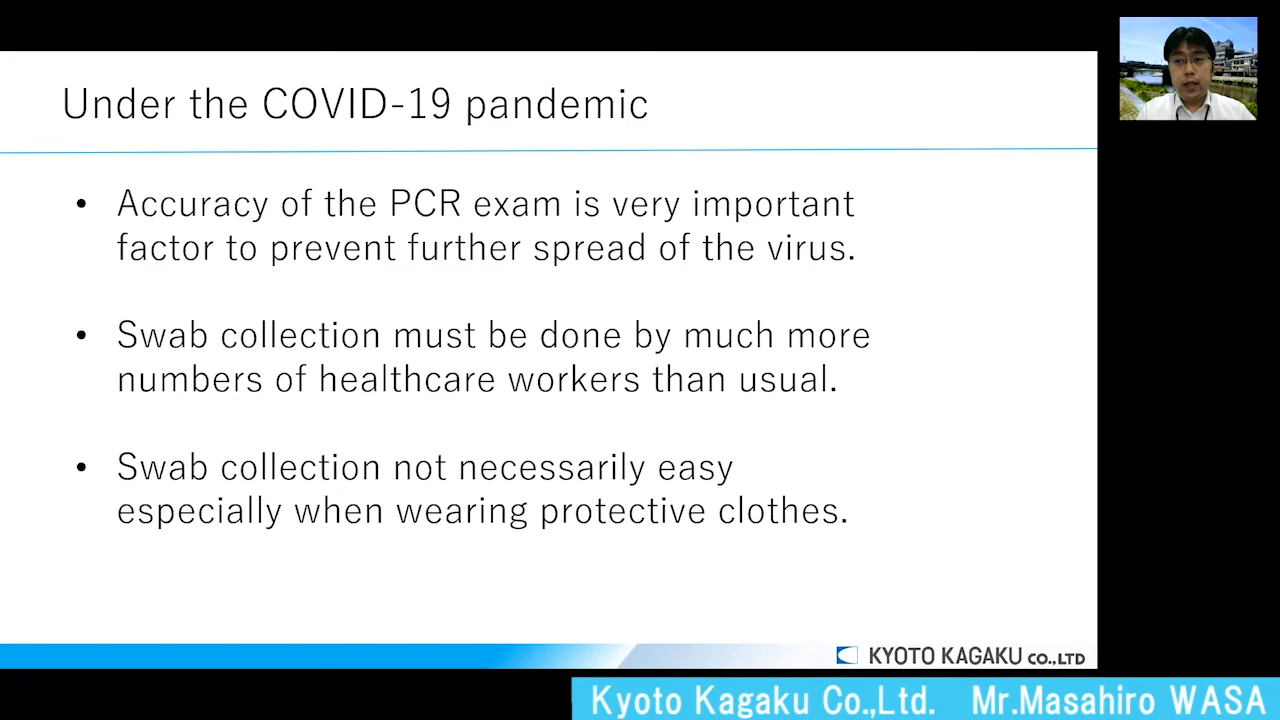 Under the COVID-19 pandemic
• Accuracy of the PCR exam is very important
factor to prevent further spread of the virus.
• Swab collection must be done by much more
numbers of healthcare workers than usual.
• Swab collection not necessarily easy
especially when wearing protective clothes.
KYOTO KAGAKU CO.,LTD
Kyoto Kagaku Co.,Ltd. Mr.Masahiro WASA